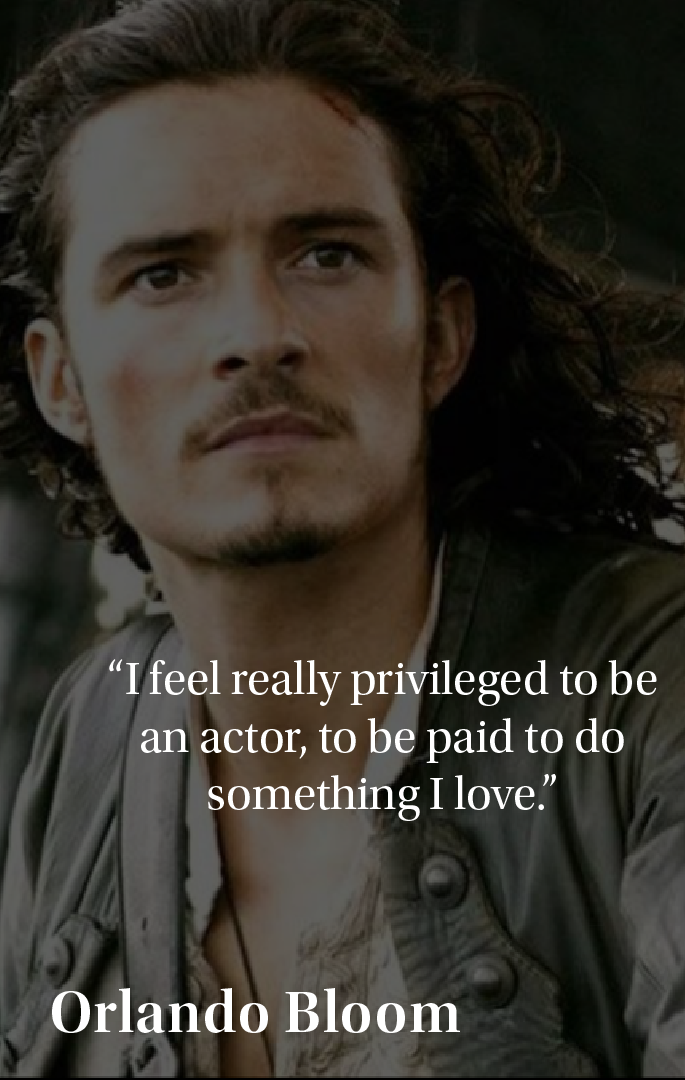 “I feel really privileged to be
an actor, to be paid to do
something I love.”
Orlando Bloom